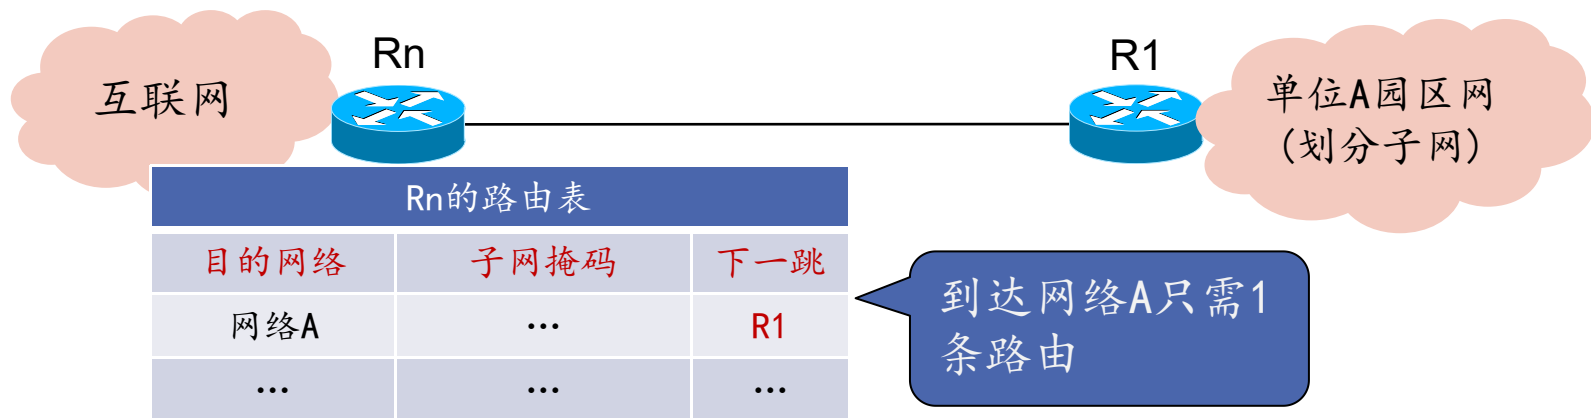 Rn
R1
互联网
单位A园区网
(划分子网)
Rn的路由表
目的网络 子网掩码 下一跳
网络A … R1
… … …
到达网络A只需1
条路由